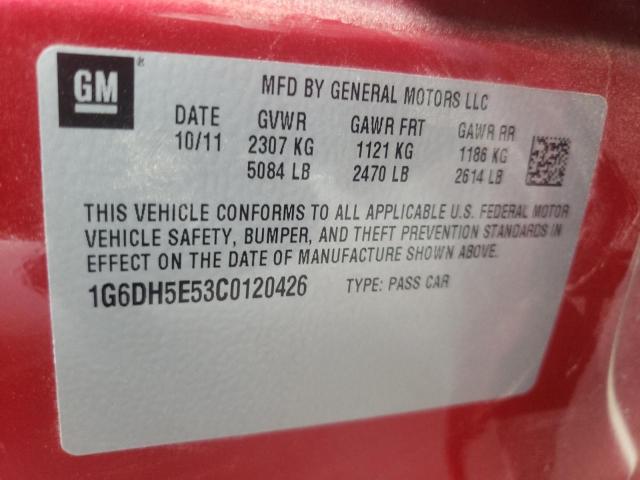 GM®
MFD BY GENERAL MOTORS LLC
DATE GVWR GAWR FRT GAWR RR
10/11 2307 KG 1121 KG 1186 KG
5084 LB 2470 LB 2614 LB
THIS VEHICLE CONFORMS TO ALL APPLICABLE U.S. FEDERAL MOTOR
VEHICLE SAFETY, BUMPER, AND THEFT PREVENTION STANDARDS IN
EFFECT ON THE DATE OF MANUFACTURE SHOWN ABOVE.
1G6DH5E53C0120426 TYPE: PASS CAR